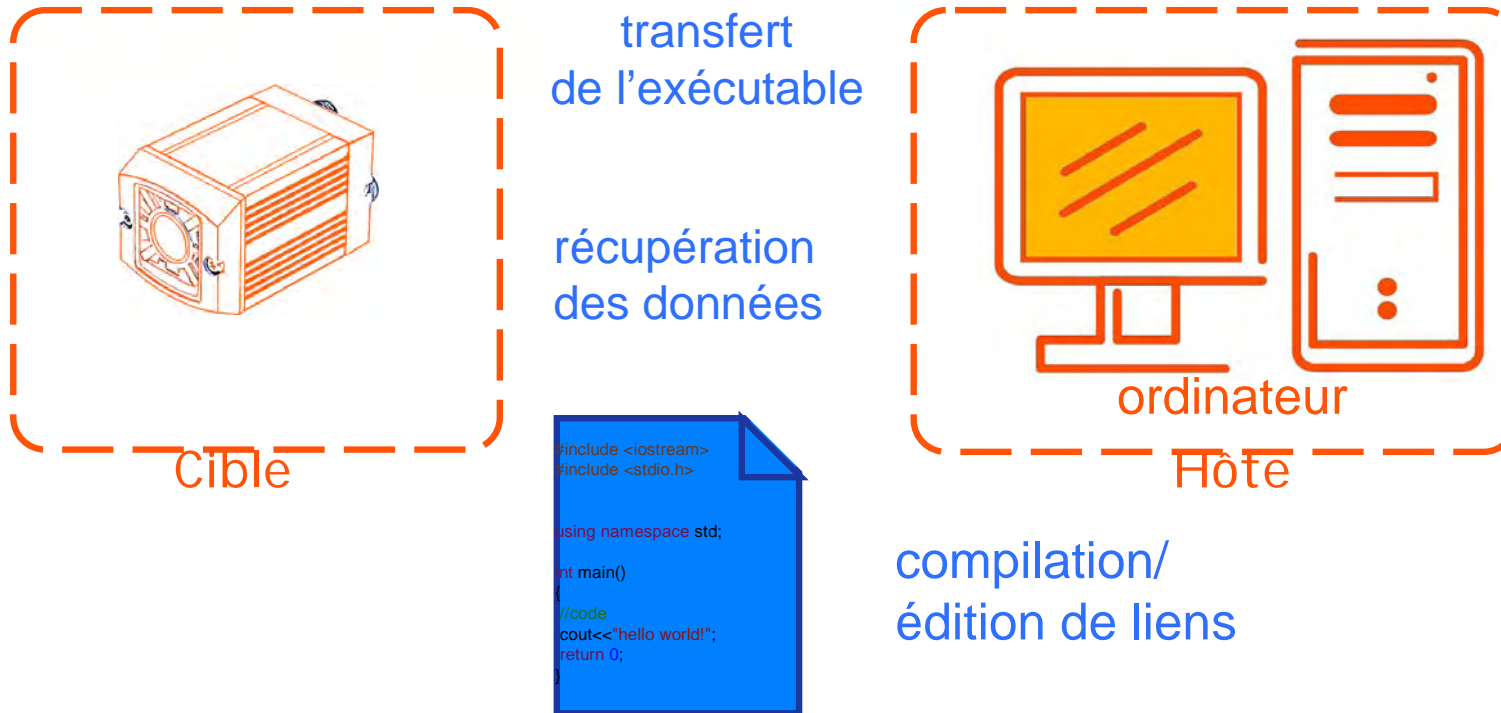 transfert
de l’exécutable
récupération
des données
ordinateur
Cible
Hôte
#include <iostream>
#include <stdio.h>
using namespace std;
int main()
{
//code
cout<<"hello world!";
return 0;
}
compilation/
édition de liens